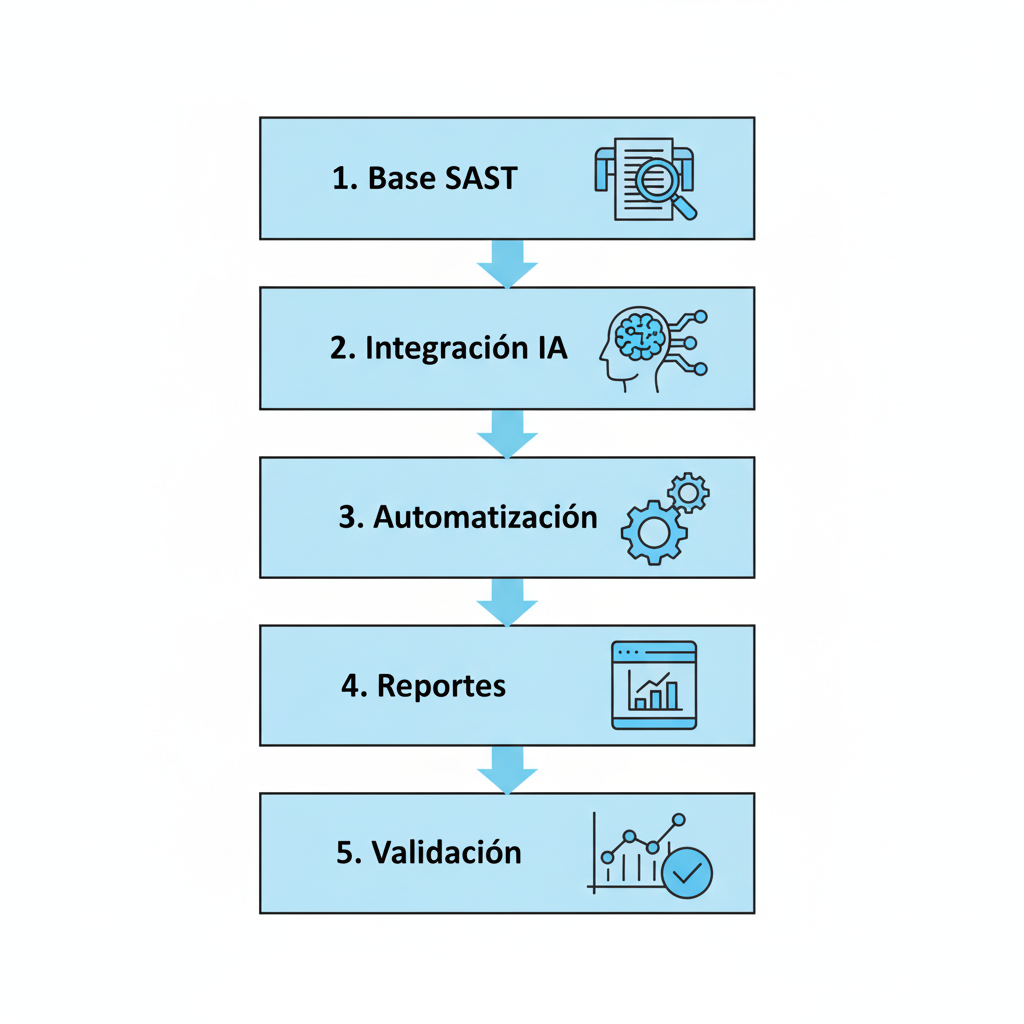 1. Base SAST
2. Integración IA
3. Automatización
4. Reportes
5. Validación